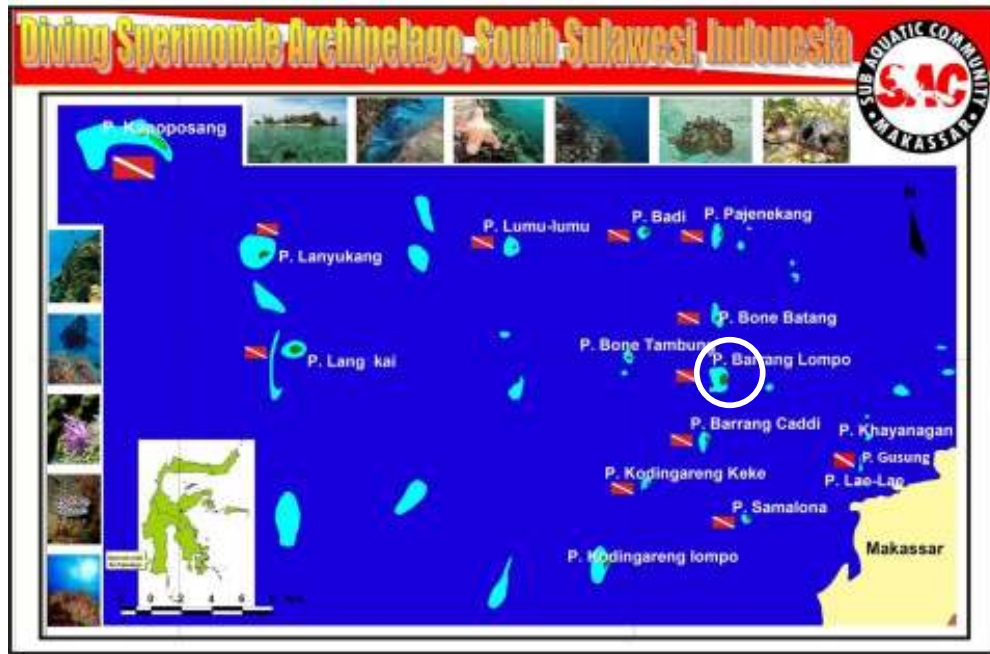 Diving Spermonde Archipelago, South Sulawesi, Indonesia
SUB AQUATIC COMMUNITY
SAC
MAKASSAR
P. Kapoposang
N
P. Lanyukang
P. Lumu-lumu
P. Badi
P. Pajenekang
P. Bone Batang
P. Bone Tambung
P. Barrang Lompo
P. Lang kai
P. Barrang Caddi
P. Khayanagan
P. Gusung
P. Lae-Lae
P. Kodingareng Keke
P. Samalona
P. Kodingareng lompo
Makassar